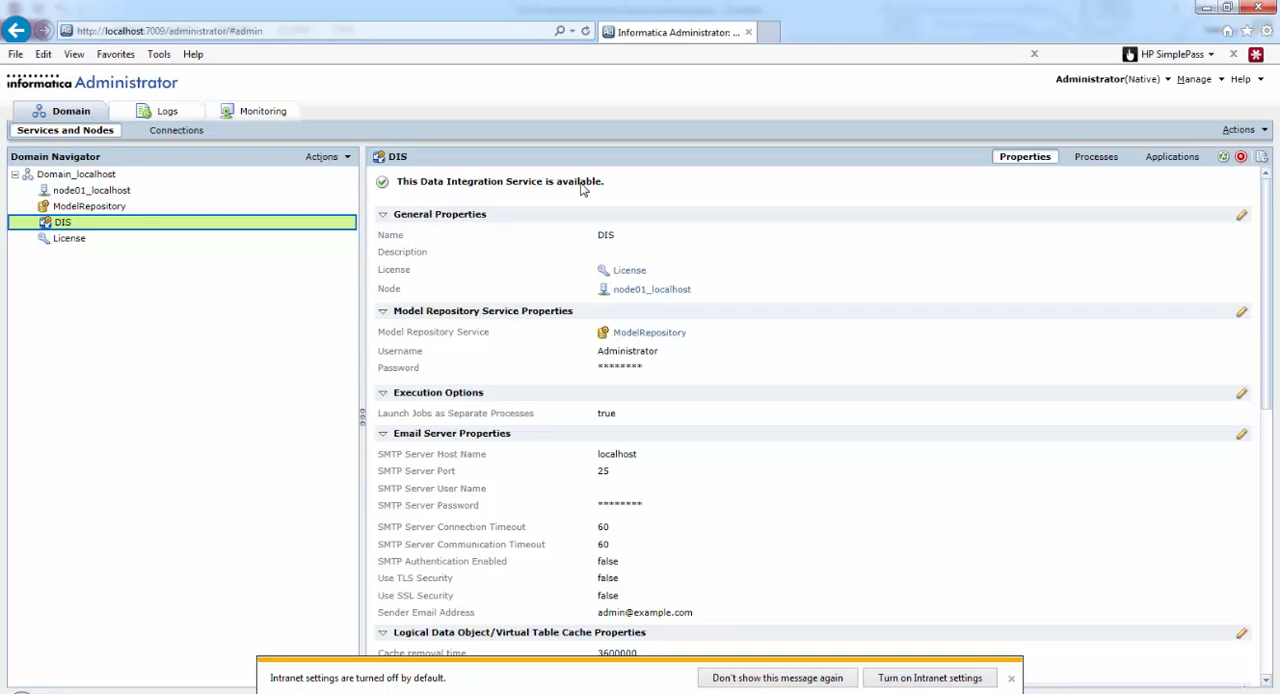 http://localhost:7009/administrator/#admin
Informatica Administrator: ...
File Edit View Favorites Tools Help
HP SimplePass
informatica Administrator
Administrator(Native) Manage Help
Domain Logs Monitoring
Services and Nodes Connections
Actions
Domain Navigator Actions
DIS Properties Processes Applications
Domain_localhost
node01_localhost
ModelRepository
DIS
License
This Data Integration Service is available.
General Properties
Name DIS
Description
License License
Node node01_localhost
Model Repository Service Properties
Model Repository Service ModelRepository
Username Administrator
Password ********
Execution Options
Launch Jobs as Separate Processes true
Email Server Properties
SMTP Server Host Name localhost
SMTP Server Port 25
SMTP Server User Name
SMTP Server Password ********
SMTP Server Connection Timeout 60
SMTP Server Communication Timeout 60
SMTP Authentication Enabled false
Use TLS Security false
Use SSL Security false
Sender Email Address admin@example.com
Logical Data Object/Virtual Table Cache Properties
Cache removal time 3600000
Intranet settings are turned off by default. Don't show this message again Turn on Intranet settings